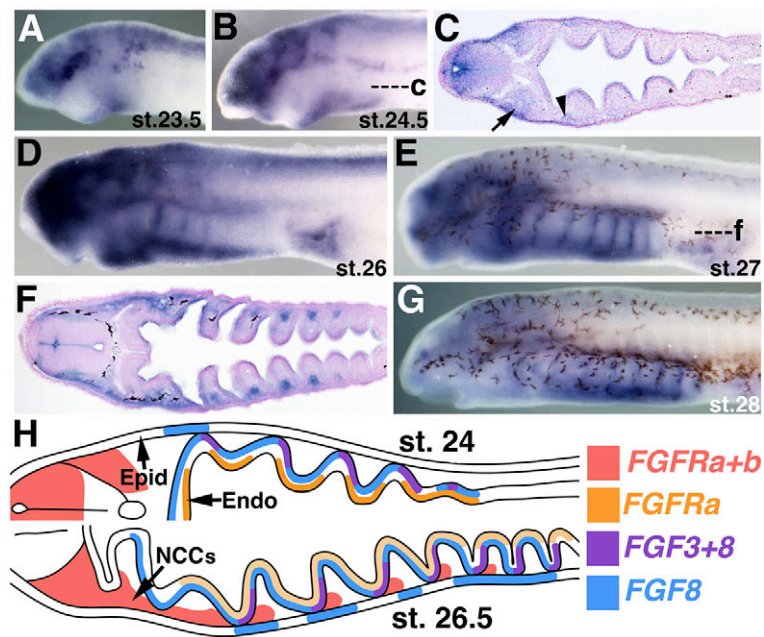 A
st.23.5
B
c
st.24.5
C
D
st.26
E
f
st.27
F
G
st.28
H
st. 24
Epid
Endo
NCCs
st. 26.5
FGFRa+b
FGFRa
FGF3+8
FGF8